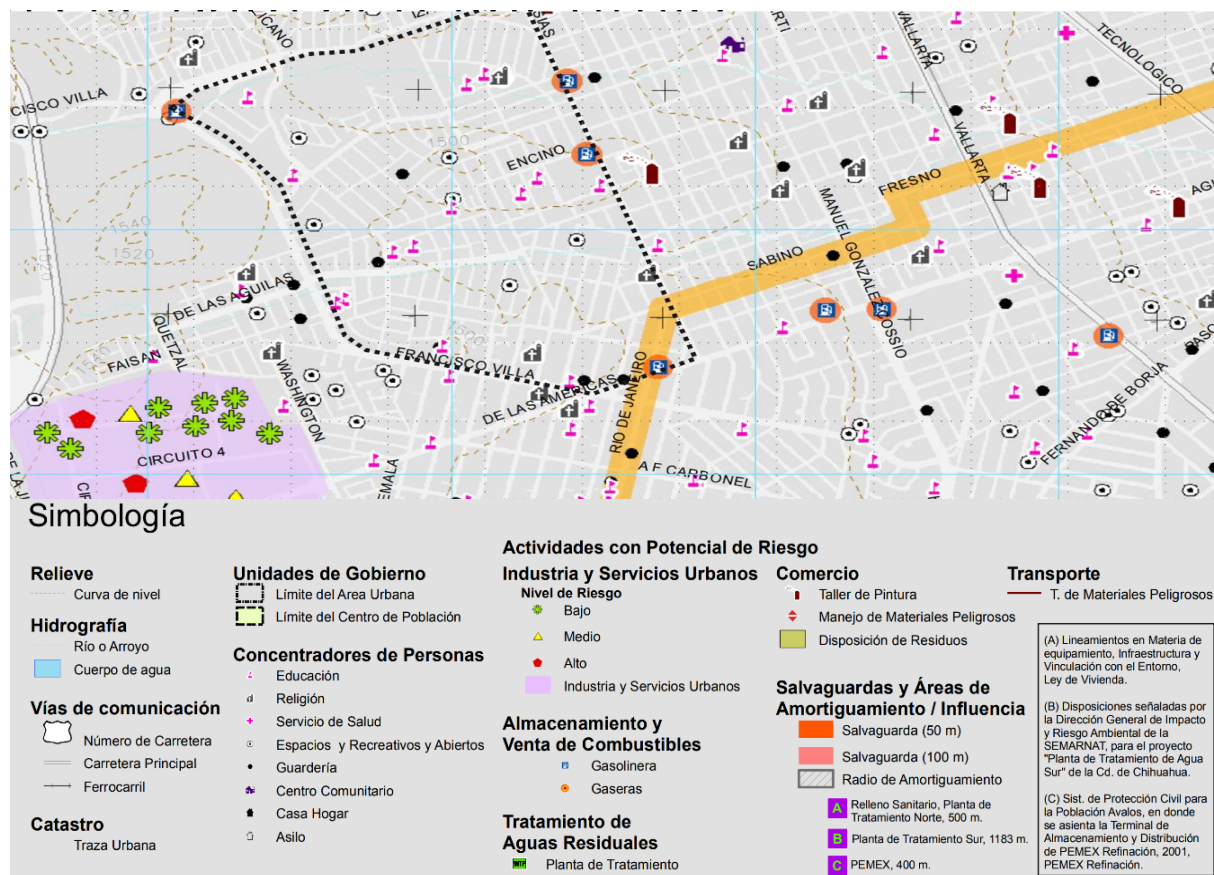 CISCO VILLA
VALLARTA
TECNOLOGICO
ENCINO
1500
VALLARTA
FRESNO
MANUEL GONZALEZ COSSIO
1540
1520
1520
SABINO
DE LAS AGUILAS
QUETZAL
FAISAN
1540
WASHINGTON
1500
FRANCISCO VILLA
DE LAS AMERICAS
RIO DE JANEIRO
FERNANDO DE BORJA
CIRCUITO 4
A F CARBONEL
Simbología
Relieve
Curva de nivel
Hidrografía
Río o Arroyo
Cuerpo de agua
Vías de comunicación
Número de Carretera
Carretera Principal
Ferrocarril
Catastro
Traza Urbana
Unidades de Gobierno
Límite del Area Urbana
Límite del Centro de Población
Concentradores de Personas
Educación
Religión
Servicio de Salud
Espacios y Recreativos y Abiertos
Guardería
Centro Comunitario
Casa Hogar
Asilo
Actividades con Potencial de Riesgo
Industria y Servicios Urbanos
Nivel de Riesgo
Bajo
Medio
Alto
Industria y Servicios Urbanos
Almacenamiento y
Venta de Combustibles
Gasolinera
Gaseras
Tratamiento de
Aguas Residuales
WTP Planta de Tratamiento
Comercio
Taller de Pintura
Manejo de Materiales Peligrosos
Disposición de Residuos
Salvaguardas y Áreas de
Amortiguamiento / Influencia
Salvaguarda (50 m)
Salvaguarda (100 m)
Radio de Amortiguamiento
A Relleno Sanitario, Planta de
Tratamiento Norte, 500 m.
B Planta de Tratamiento Sur, 1183 m.
C PEMEX, 400 m.
Transporte
T. de Materiales Peligrosos
(A) Lineamientos en Materia de
equipamiento, Infraestructura y
Vinculación con el Entorno,
Ley de Vivienda.
(B) Disposiciones señaladas por
la Dirección General de Impacto
y Riesgo Ambiental de la
SEMARNAT, para el proyecto
"Planta de Tratamiento de Agua
Sur" de la Cd. de Chihuahua.
(C) Sist. de Protección Civil para
la Población Avalos, en donde
se asienta la Terminal de
Almacenamiento y Distribución
de PEMEX Refinación, 2001,
PEMEX Refinación.